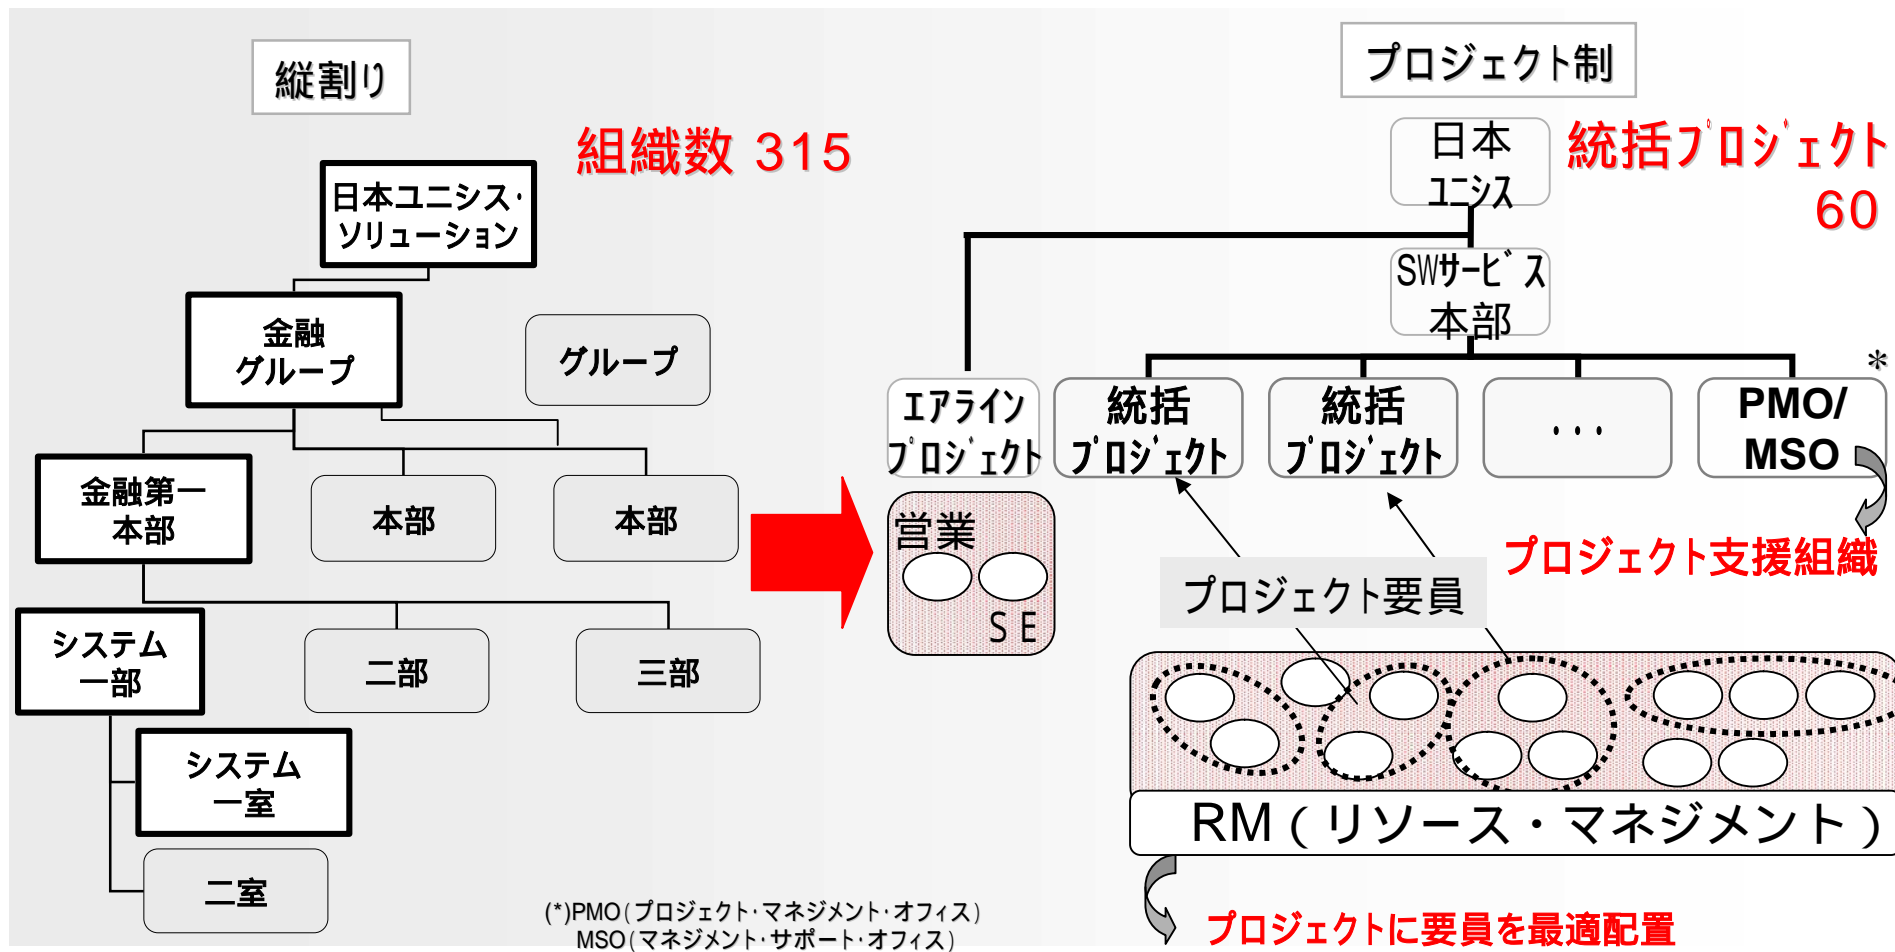 縦割り
組織数 315
日本ユニシス・
ソリューション
金融
グループ
グループ
金融第一
本部
本部
本部
システム
一部
二部
三部
システム
一室
二室
(*)PMO(プロジェクト・マネジメント・オフィス)
MSO(マネジメント・サポート・オフィス)
プロジェクト制
統括プロジェクト
60
日本
ユニシス
SWサービス
本部
エアライン
プロジェクト
統括
プロジェクト
統括
プロジェクト
・・・
*
PMO/
MSO
営業
SE
プロジェクト支援組織
プロジェクト要員
RM(リソース・マネジメント)
プロジェクトに要員を最適配置